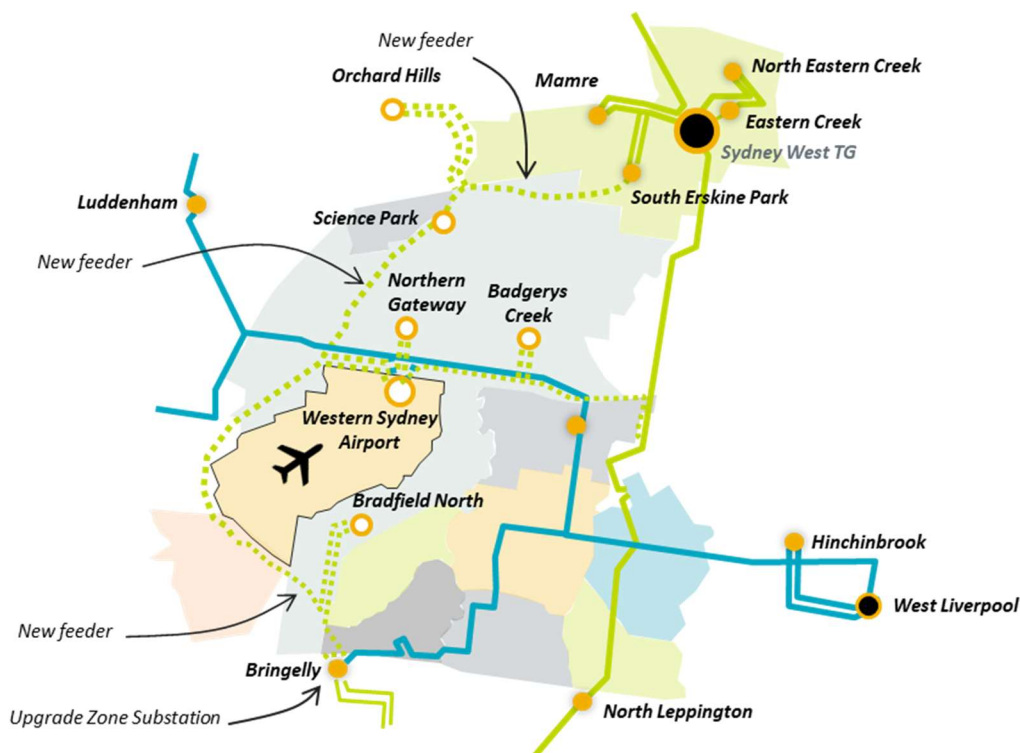 New feeder
Orchard Hills
Mamre
North Eastern Creek
Eastern Creek
Sydney West TG
South Erskine Park
Luddenham
Science Park
New feeder
Northern
Gateway
Badgerys
Creek
Western Sydney
Airport
Bradfield North
Hinchinbrook
West Liverpool
New feeder
Bringelly
Upgrade Zone Substation
North Leppington